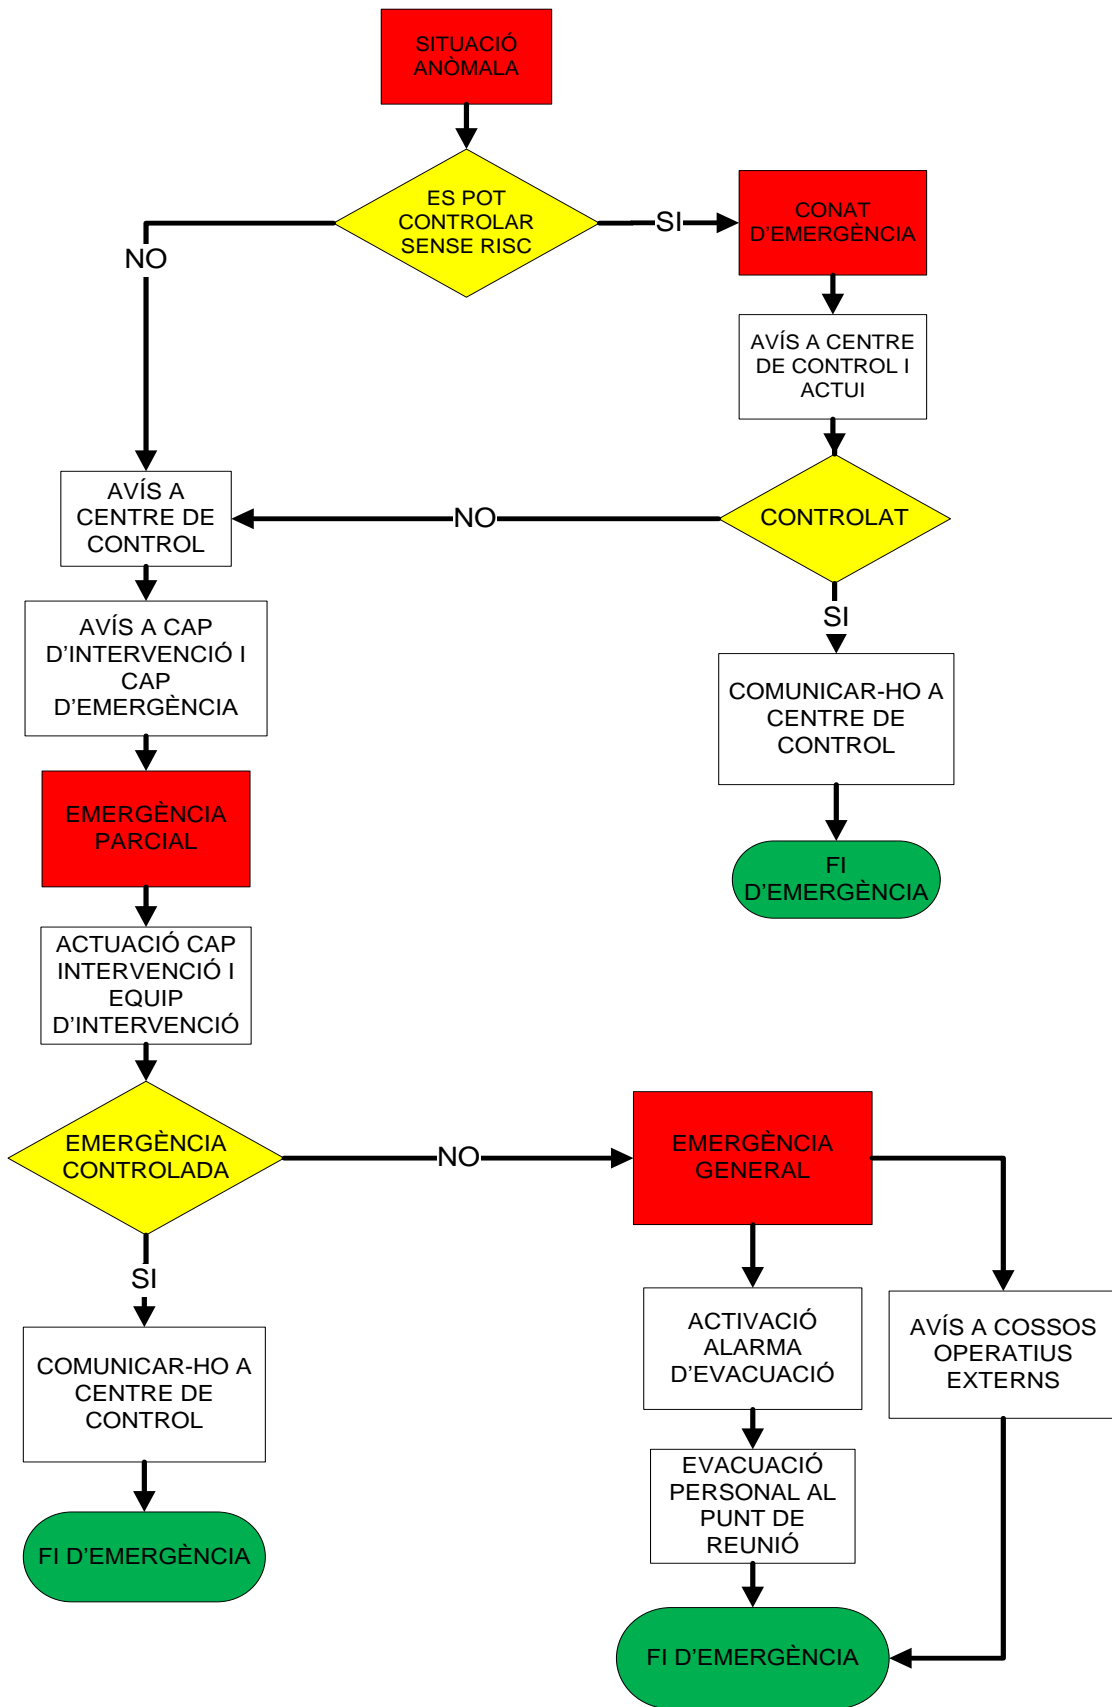 SITUACIÓ
ANÒMALA
ES POT
CONTROLAR
SENSE RISC
SI
CONAT
D'EMERGÈNCIA
NO
AVÍS A CENTRE
DE CONTROL I
ACTUI
AVÍS A
CENTRE DE
CONTROL
NO
CONTROLAT
SI
AVÍS A CAP
D'INTERVENCIÓ I
CAP
D'EMERGÈNCIA
COMUNICAR-HO A
CENTRE DE
CONTROL
EMERGÈNCIA
PARCIAL
FI
D'EMERGÈNCIA
ACTUACIÓ CAP
INTERVENCIÓ I
EQUIP
D'INTERVENCIÓ
EMERGÈNCIA
CONTROLADA
NO
EMERGÈNCIA
GENERAL
SI
ACTIVACIÓ
ALARMA
D'EVACUACIÓ
AVÍS A COSSOS
OPERATIUS
EXTERNS
COMUNICAR-HO A
CENTRE DE
CONTROL
EVACUACIÓ
PERSONAL AL
PUNT DE
REUNIÓ
FI D'EMERGÈNCIA
FI D'EMERGÈNCIA